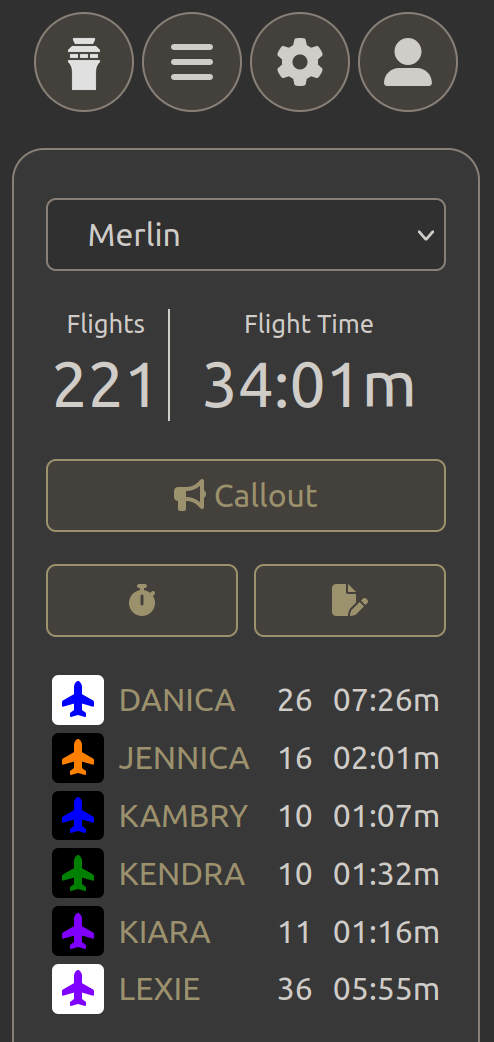 Merlin
Flights Flight Time
221 34:01m
Callout
DANICA 26 07:26m
JENNICA 16 02:01m
KAMBRY 10 01:07m
KENDRA 10 01:32m
KIARA 11 01:16m
LEXIE 36 05:55m